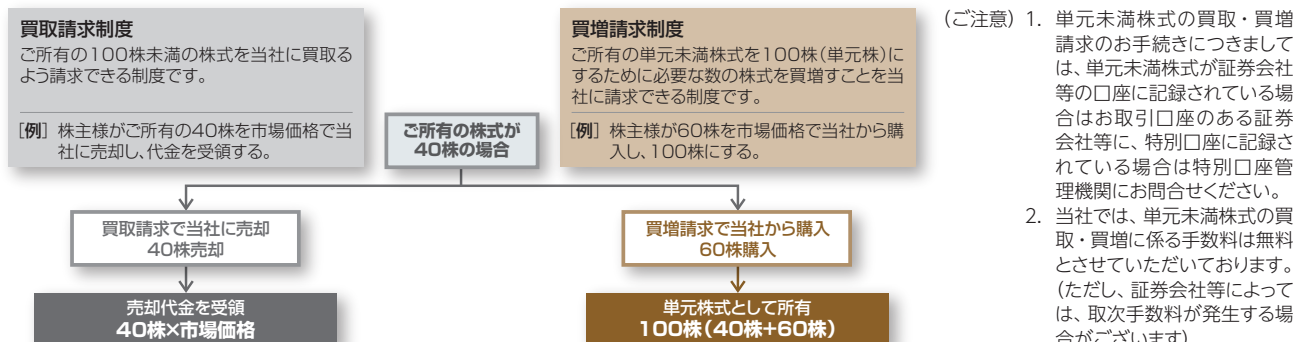 買取請求制度
ご所有の100株未満の株式を当社に買取る
よう請求できる制度です。
[例] 株主様がご所有の40株を市場価格で当
社に売却し、代金を受領する。
ご所有の株式が
40株の場合
買増請求制度
ご所有の単元未満株式を100株(単元株)に
するために必要な数の株式を買増すことを当
社に請求できる制度です。
[例] 株主様が60株を市場価格で当社から購
入し、100株にする。
買取請求で当社に売却
40株売却
売却代金を受領
40株×市場価格
買増請求で当社から購入
60株購入
単元株式として所有
100株(40株+60株)
(ご注意) 1. 単元未満株式の買取・買増
請求のお手続きにつきまして
は、単元未満株式が証券会社
等の口座に記録されている場
合はお取引口座のある証券
会社等に、特別口座に記録さ
れている場合は特別口座管
理機関にお問合せください。
2. 当社では、単元未満株式の買
取・買増に係る手数料は無料
とさせていただいております。
(ただし、証券会社等によって
は、取次手数料が発生する場
合がございます)